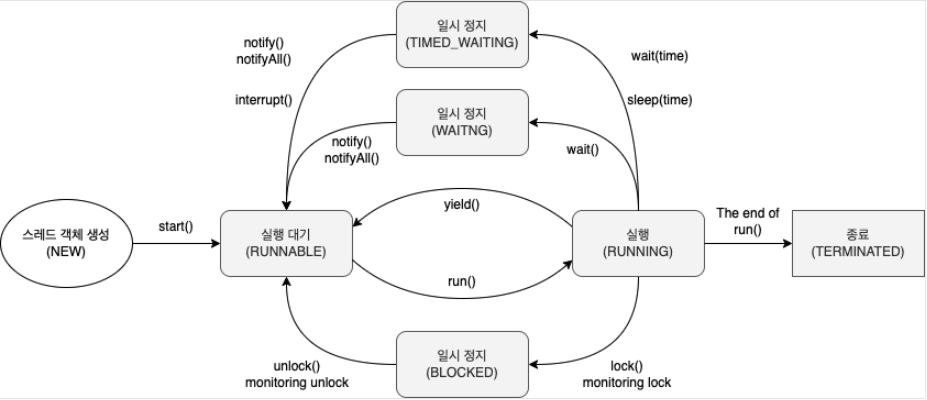 일시 정지
(TIMED_WAITING)
notify()
notifyAll()
wait(time)
interrupt()
sleep(time)
일시 정지
(WAITNG)
notify()
notifyAll()
wait()
스레드 객체 생성
(NEW)
start()
실행 대기
(RUNNABLE)
yield()
run()
실행
(RUNNING)
The end of
run()
종료
(TERMINATED)
일시 정지
(BLOCKED)
unlock()
monitoring unlock
lock()
monitoring lock